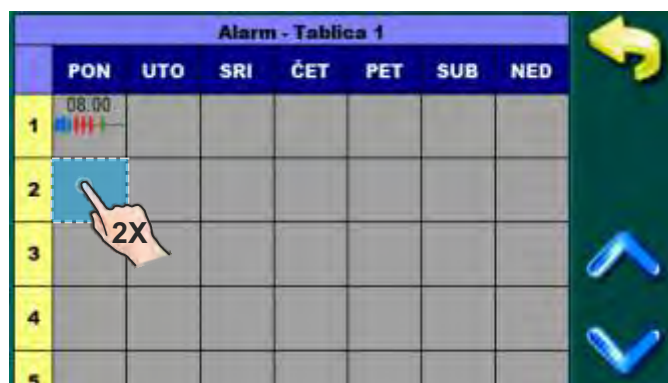 Alarm - Tablica 1
PON UTO SRI ČET PET SUB NED
08.00
1
2
2X
3
4
5